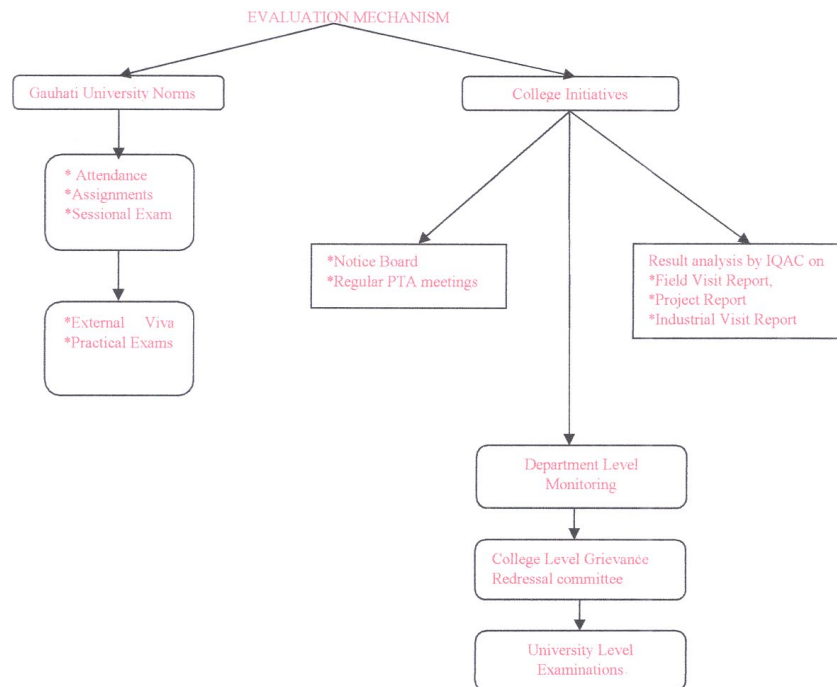 EVALUATION MECHANISM
Gauhati University Norms
College Initiatives
* Attendance
*Assignments
*Sessional Exam
*External Viva
*Practical Exams
*Notice Board
*Regular PTA meetings
Result analysis by IQAC on
*Field Visit Report,
*Project Report
*Industrial Visit Report
Department Level
Monitoring
College Level Grievance
Redressal committee
University Level
Examinations